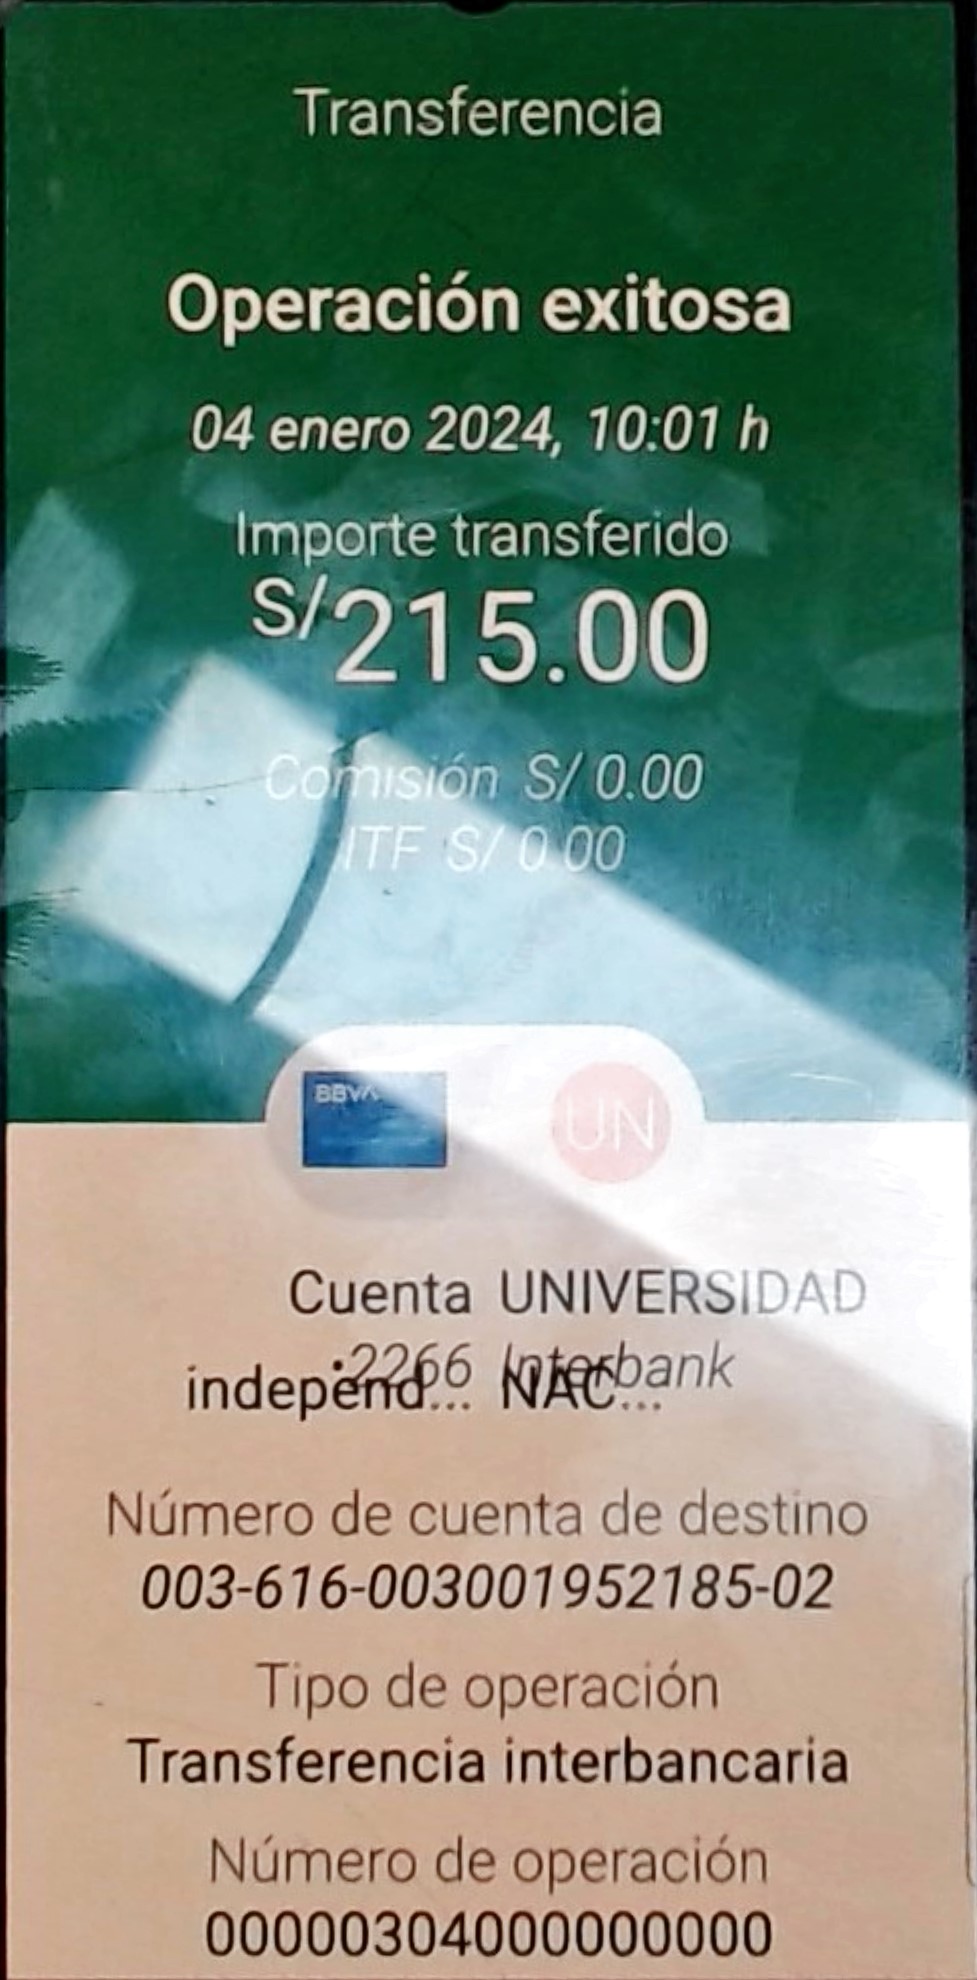 Transferencia
Operación exitosa
04 enero 2024, 10:01 h
Importe transferido
S/215.00
Comisión S/ 0.00
ITF S/ 0.00
BBVA
UN
Cuenta UNIVERSIDAD
independ... NAC...
•2266 Interbank
Número de cuenta de destino
003-616-003001952185-02
Tipo de operación
Transferencia interbancaria
Número de operación
00000304000000000